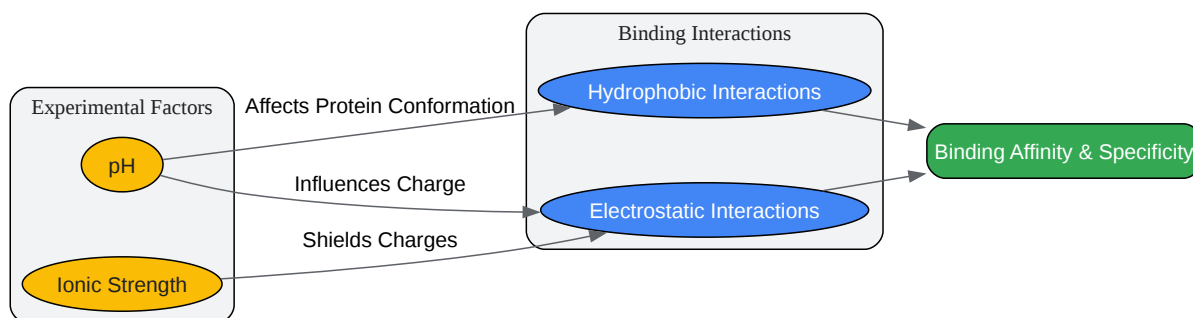 Experimental Factors
pH
Ionic Strength
Affects Protein Conformation
Influences Charge
Shields Charges
Binding Interactions
Hydrophobic Interactions
Electrostatic Interactions
Binding Affinity & Specificity